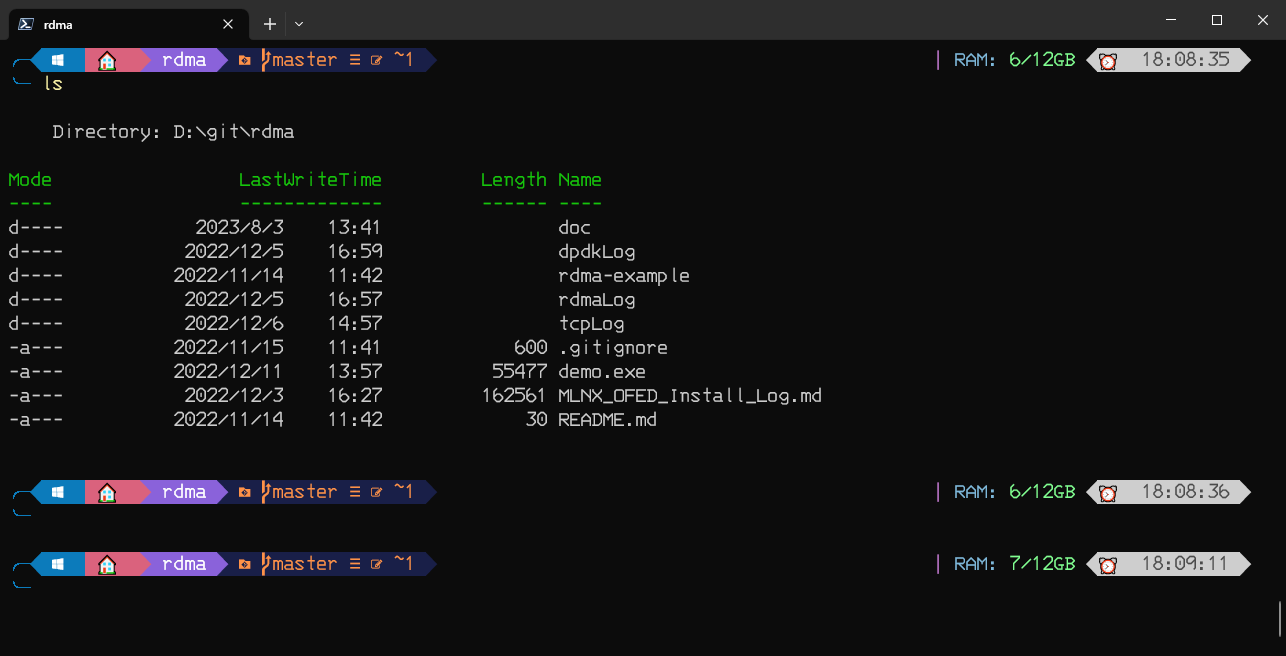 rdma
rdma master ~1 RAM: 6/12GB 18:08:35
ls
Directory: D:\git\rdma
Mode LastWriteTime Length Name
---- ------------- ------ ----
d---- 2023/8/3 13:41 doc
d---- 2022/12/5 16:59 dpdkLog
d---- 2022/11/14 11:42 rdma-example
d---- 2022/12/5 16:57 rdmaLog
d---- 2022/12/6 14:57 tcpLog
-a--- 2022/11/15 11:41 600 .gitignore
-a--- 2022/12/11 13:57 55477 demo.exe
-a--- 2022/12/3 16:27 162561 MLNX_OFED_Install_Log.md
-a--- 2022/11/14 11:42 30 README.md
rdma master ~1 RAM: 6/12GB 18:08:36
rdma master ~1 RAM: 7/12GB 18:09:11